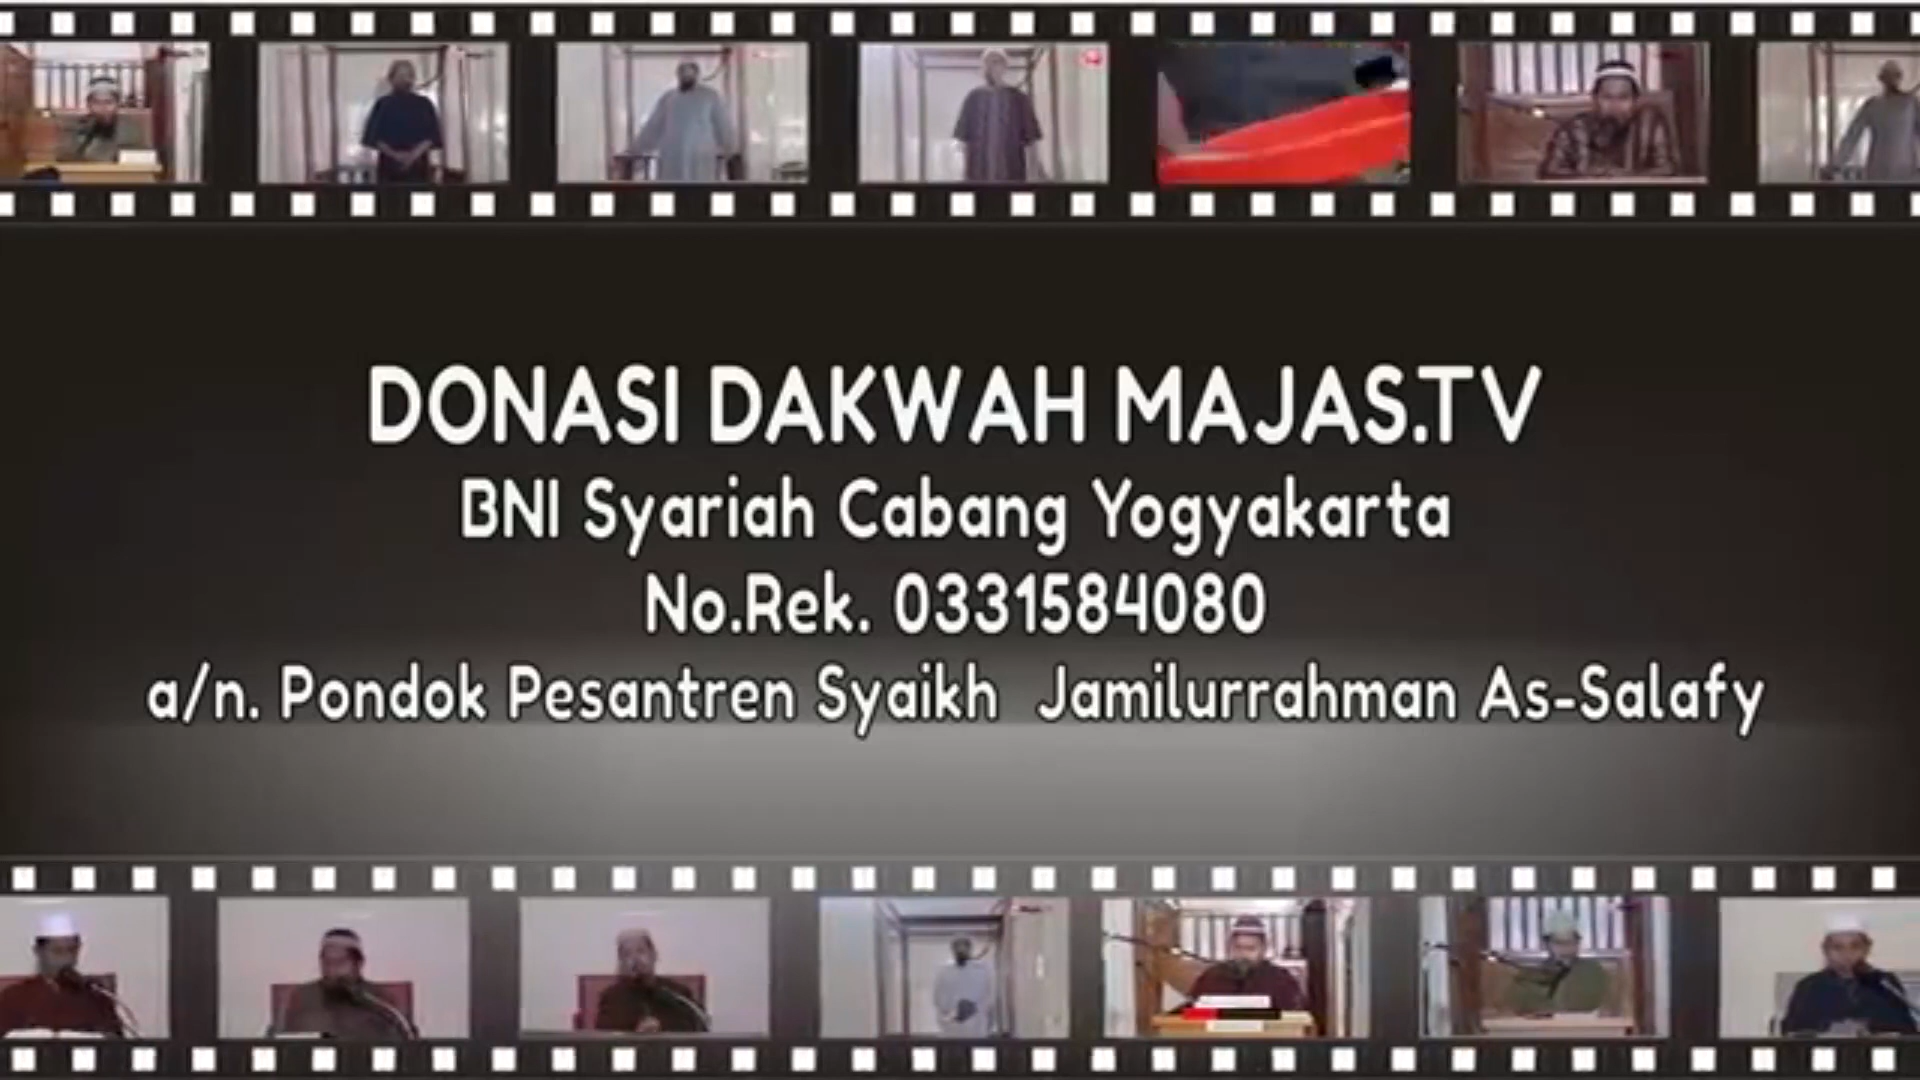 DONASI DAKWAH MAJAS.TV
BNI Syariah Cabang Yogyakarta
No.Rek. 0331584080
a/n. Pondok Pesantren Syaikh Jamilurrahman As-Salafy